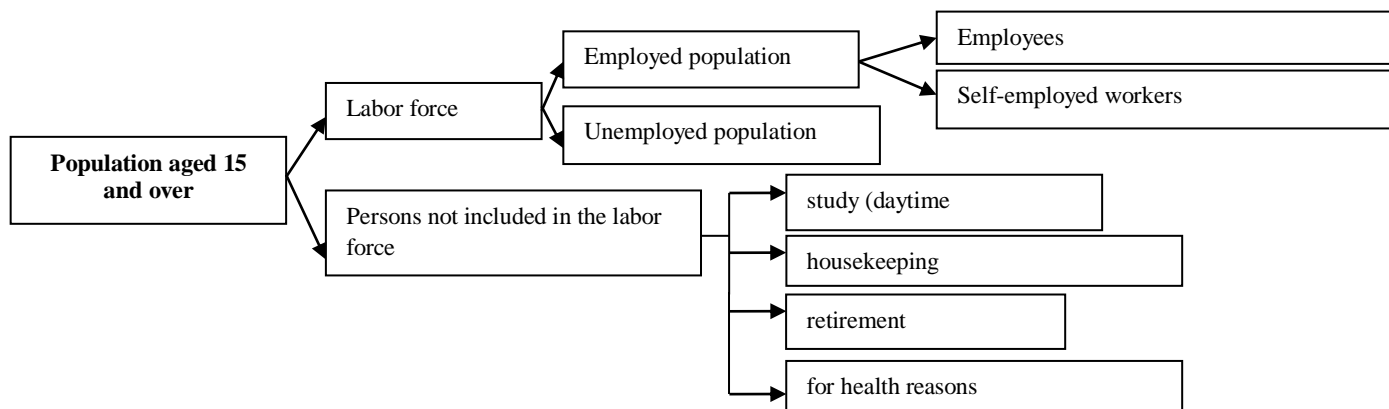 Population aged 15
and over
Labor force
Employed population
Employees
Self-employed workers
Unemployed population
Persons not included in the labor
force
study (daytime
housekeeping
retirement
for health reasons